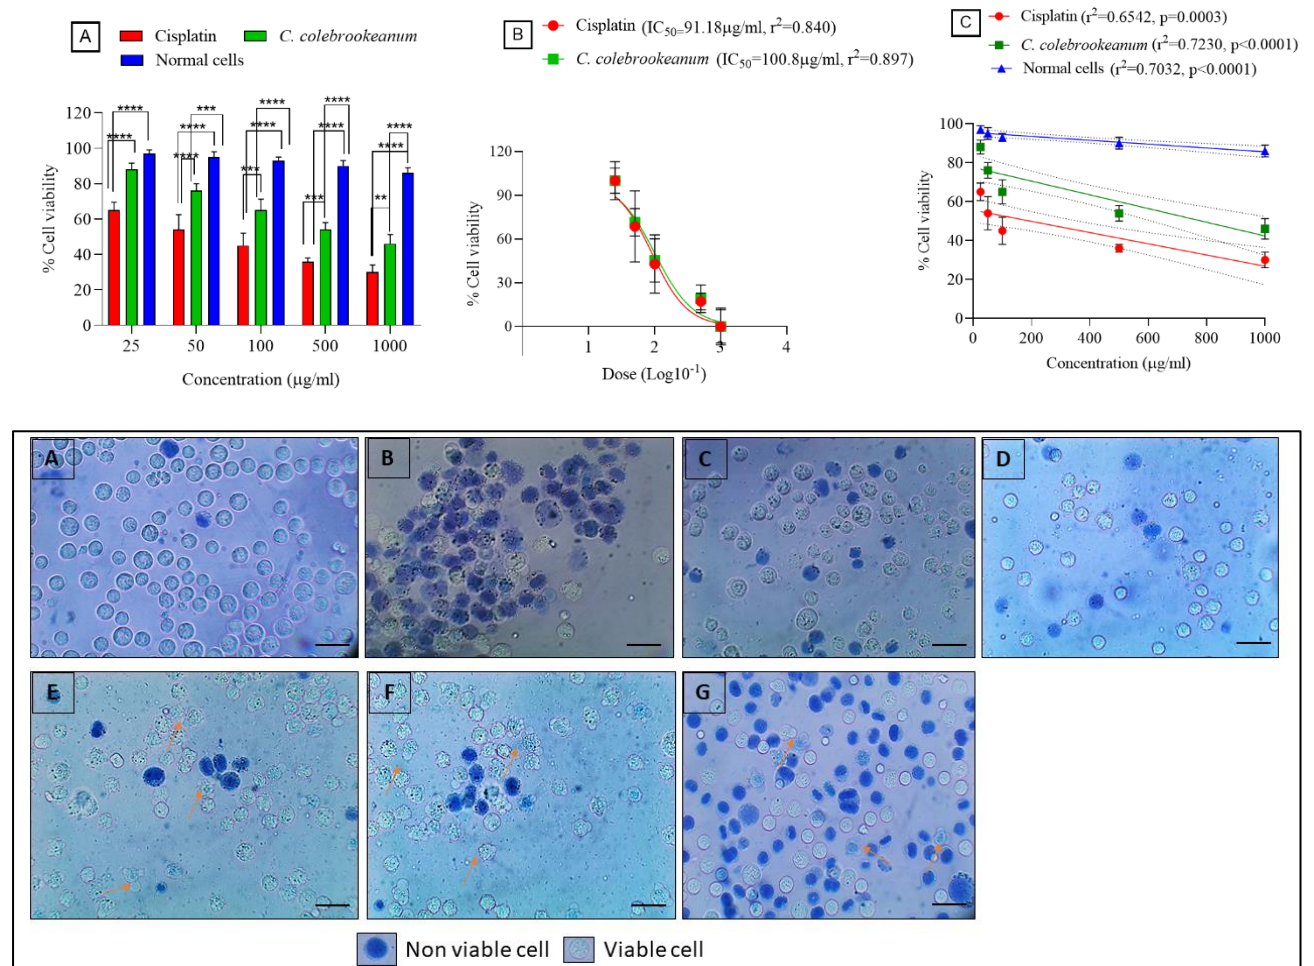 A
Cisplatin
C. colebrookeanum
Normal cells
% Cell viability
120
100
80
60
40
20
0
**** **** **** *** **** **** **** *** **** **** *** **** **** ** ****
25 50 100 500 1000
Concentration (µg/ml)
B
Cisplatin (IC50=91.18µg/ml, r²=0.840)
C. colebrookeanum (IC50=100.8µg/ml, r²=0.897)
% Cell viability
120
90
60
30
0
1 2 3 4
Dose (Log10⁻¹)
C
Cisplatin (r²=0.6542, p=0.0003)
C. colebrookeanum (r²=0.7230, p<0.0001)
Normal cells (r²=0.7032, p<0.0001)
% Cell viability
100
80
60
40
20
0
0 200 400 600 800 1000
Concentration (µg/ml)
A
B
C
D
E
F
G
Non viable cell
Viable cell